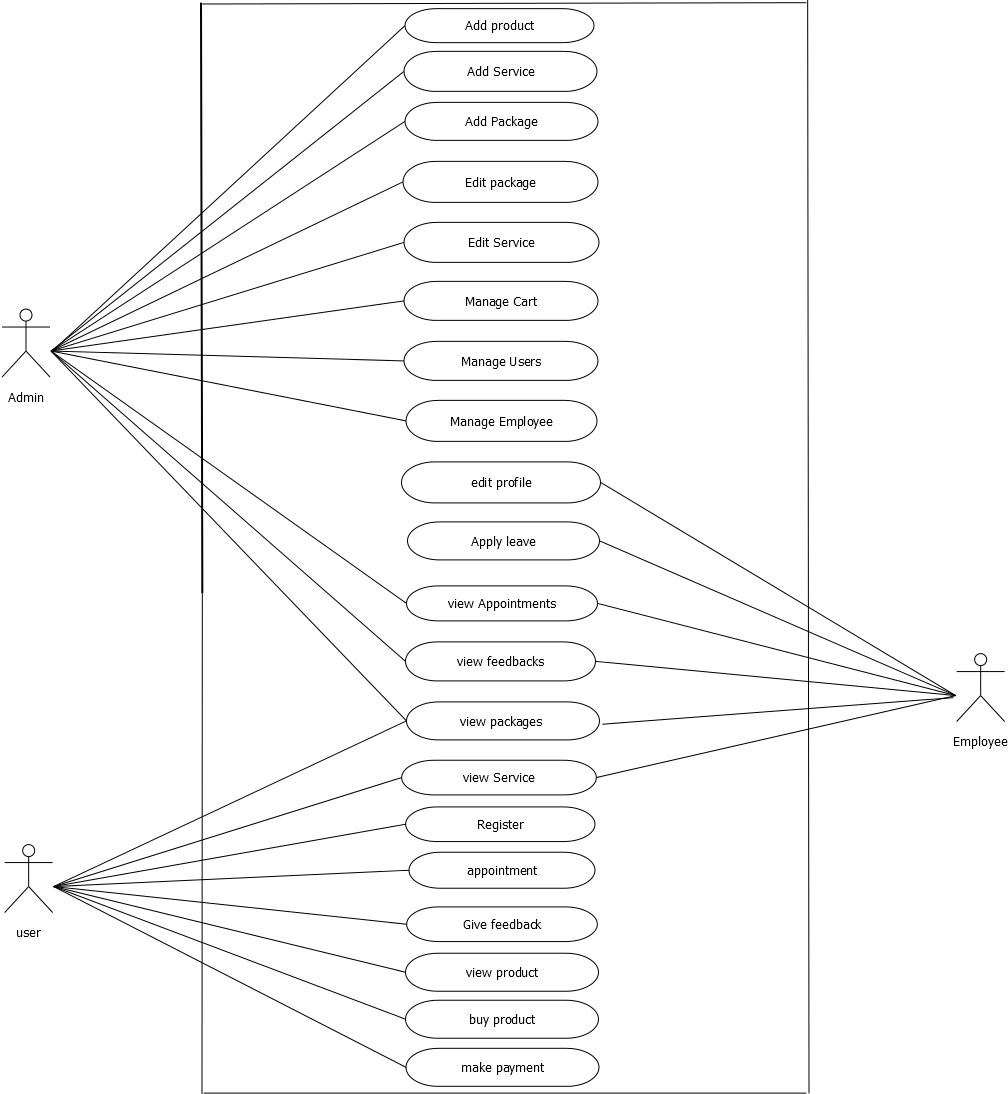 Add product
Add Service
Add Package
Edit package
Edit Service
Manage Cart
Manage Users
Admin
Manage Employee
edit profile
Apply leave
view Appointments
view feedbacks
view packages
Employee
view Service
Register
appointment
Give feedback
user
view product
buy product
make payment